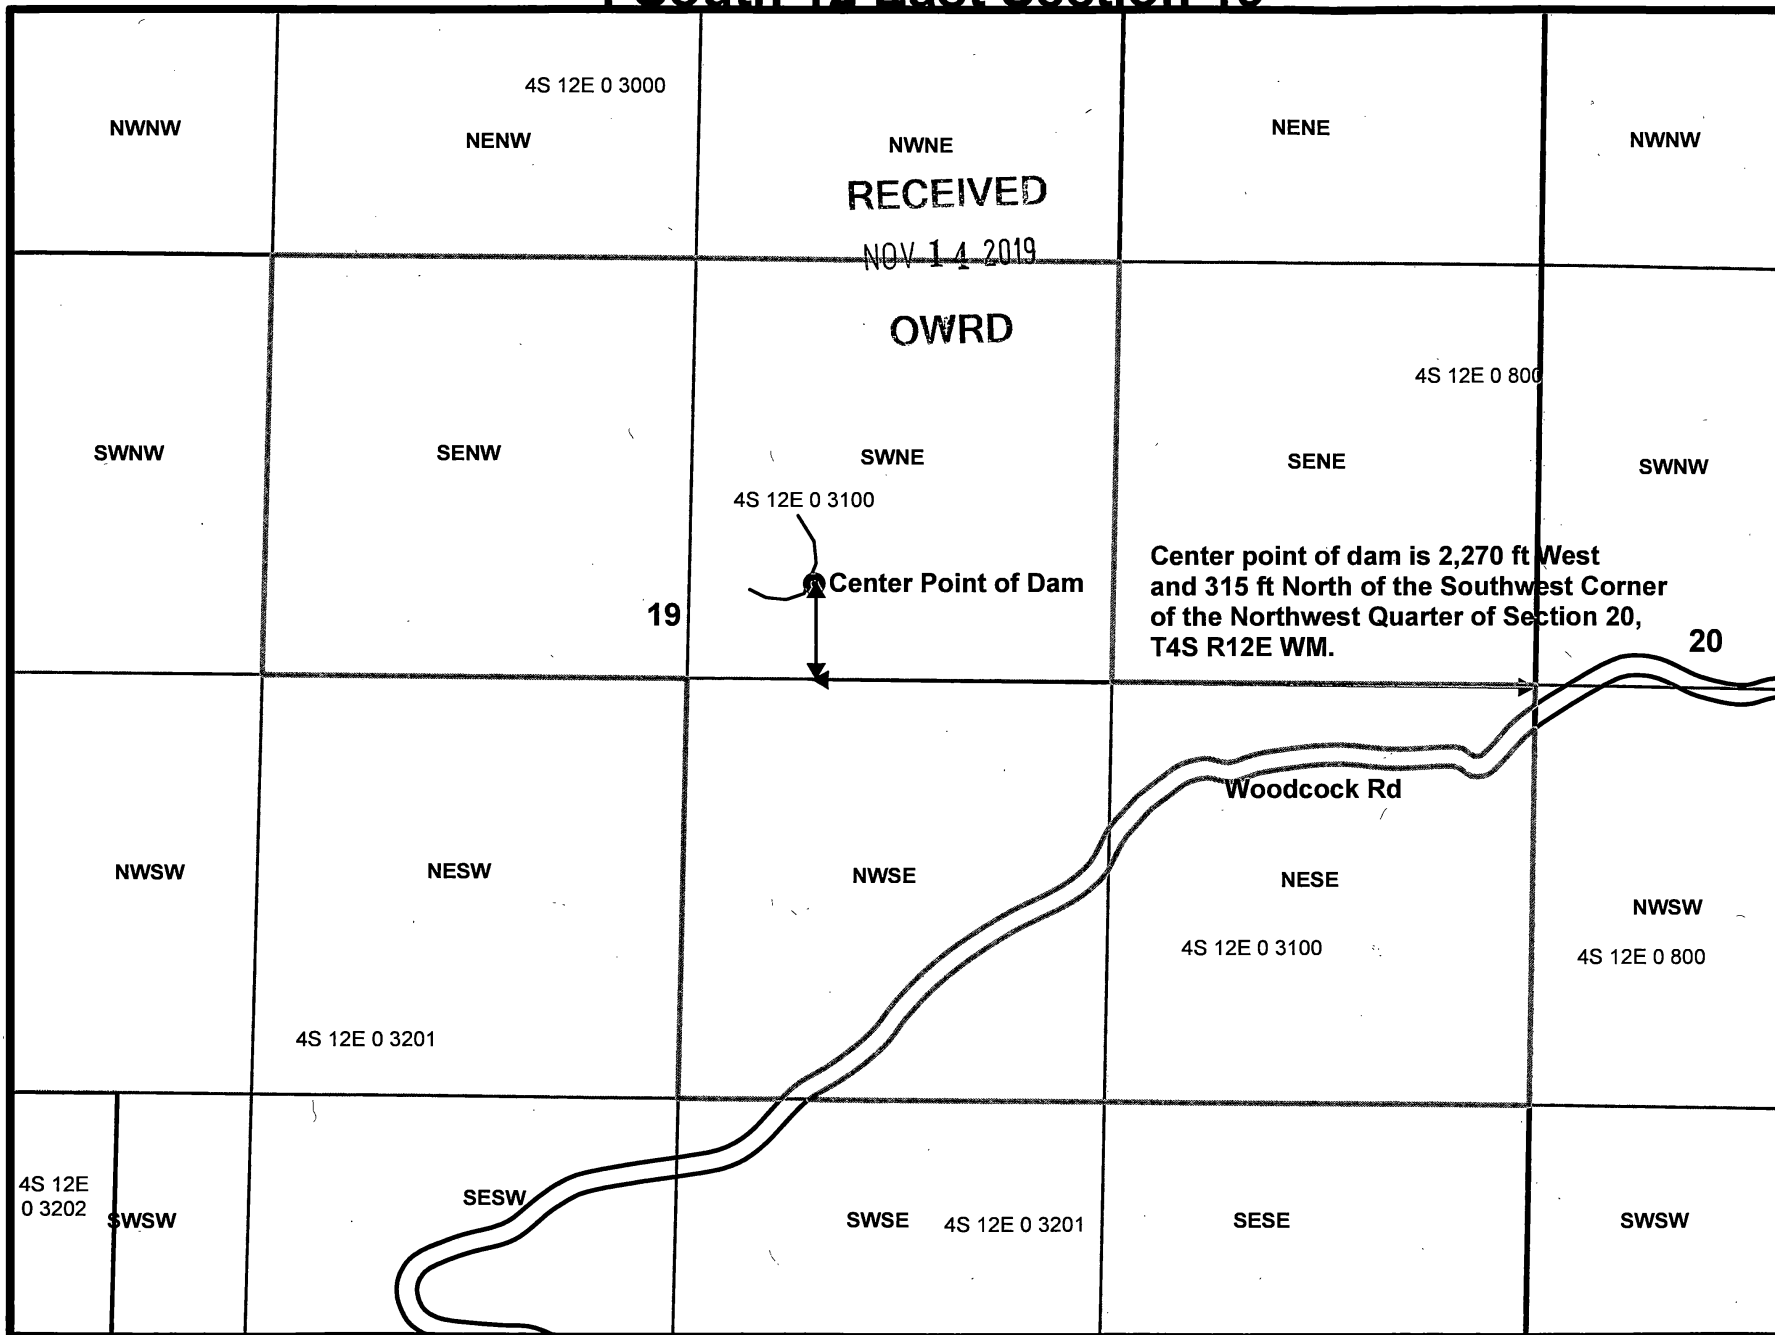 4S 12E 0 3000
NWNW
NENW
NWNE
NENE
NWNW
RECEIVED
NOV 14 2019
OWRD
4S 12E 0 800
SWNW
SENW
SWNE
SENE
SWNW
4S 12E 0 3100
Center point of dam is 2,270 ft West
and 315 ft North of the Southwest Corner
of the Northwest Quarter of Section 20,
T4S R12E WM.
Center Point of Dam
19
20
Woodcock Rd
NWSW
NESW
NWSE
NESE
NWSW
4S 12E 0 3100
4S 12E 0 800
4S 12E 0 3201
4S 12E
0 3202
SWSW
SESW
SWSE
4S 12E 0 3201
SESE
SWSW